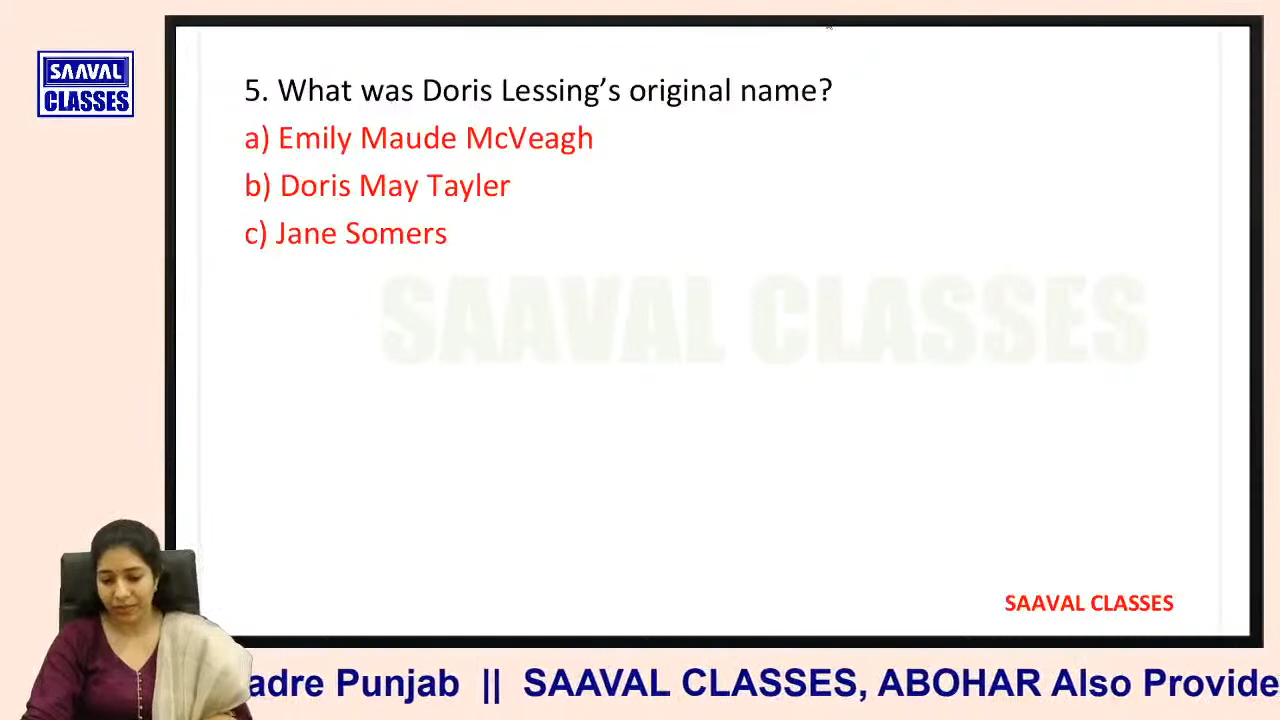 SAAVAL
CLASSES
5. What was Doris Lessing’s original name?
a) Emily Maude McVeagh
b) Doris May Tayler
c) Jane Somers
SAAVAL CLASSES
SAAVAL CLASSES
adre Punjab || SAAVAL CLASSES, ABOHAR Also Provide